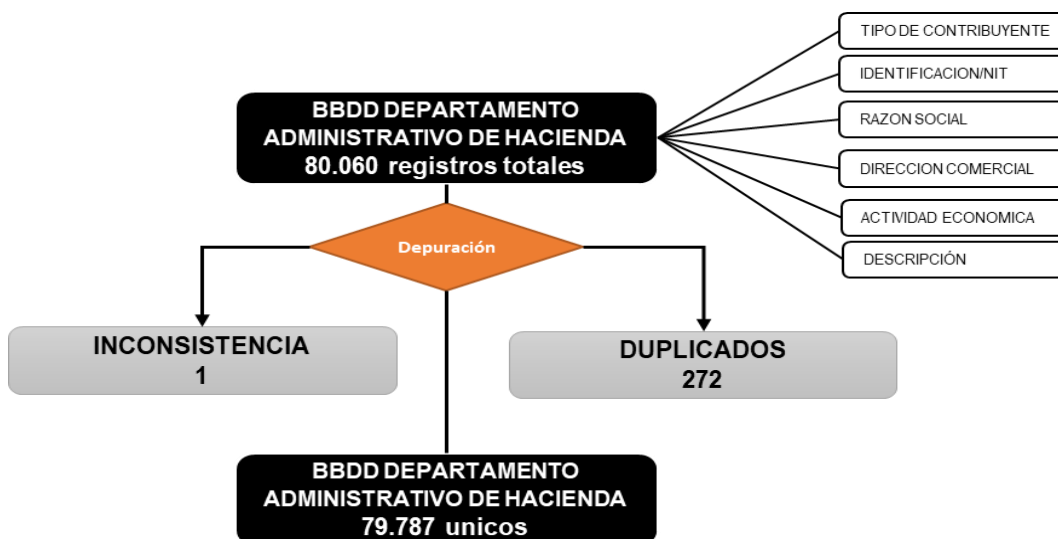 TIPO DE CONTRIBUYENTE
IDENTIFICACION/NIT
RAZON SOCIAL
DIRECCION COMERCIAL
ACTIVIDAD ECONOMICA
DESCRIPCIÓN
BBDD DEPARTAMENTO
ADMINISTRATIVO DE HACIENDA
80.060 registros totales
Depuración
INCONSISTENCIA
1
DUPLICADOS
272
BBDD DEPARTAMENTO
ADMINISTRATIVO DE HACIENDA
79.787 unicos